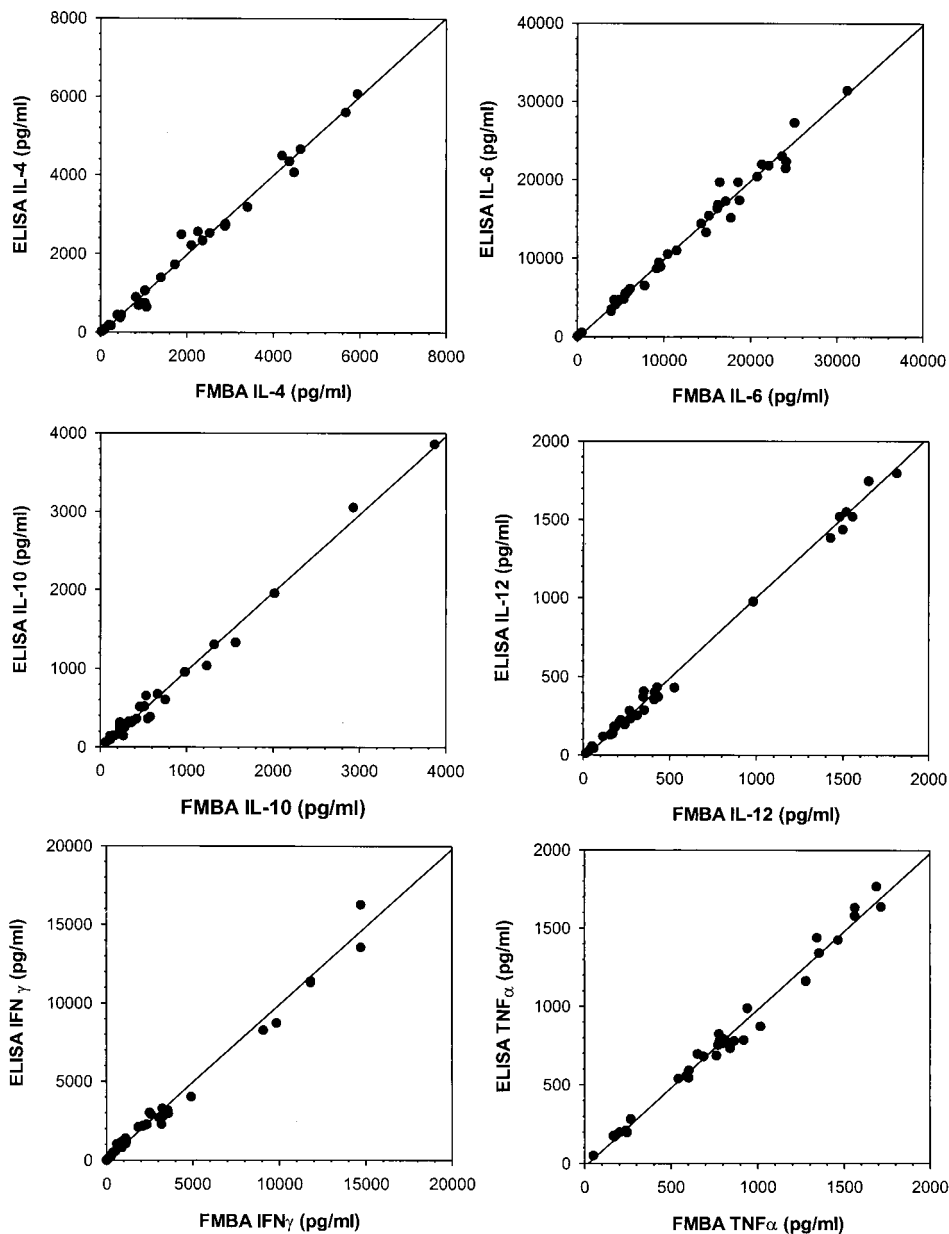 8000
6000
4000
2000
0
ELISA IL-4 (pg/ml)
0 2000 4000 6000 8000
FMBA IL-4 (pg/ml)
40000
30000
20000
10000
0
ELISA IL-6 (pg/ml)
0 10000 20000 30000 40000
FMBA IL-6 (pg/ml)
4000
3000
2000
1000
0
ELISA IL-10 (pg/ml)
0 1000 2000 3000 4000
FMBA IL-10 (pg/ml)
2000
1500
1000
500
0
ELISA IL-12 (pg/ml)
0 500 1000 1500 2000
FMBA IL-12 (pg/ml)
20000
15000
10000
5000
0
ELISA IFN γ (pg/ml)
0 5000 10000 15000 20000
FMBA IFNγ (pg/ml)
2000
1500
1000
500
0
ELISA TNFα (pg/ml)
0 500 1000 1500 2000
FMBA TNFα (pg/ml)